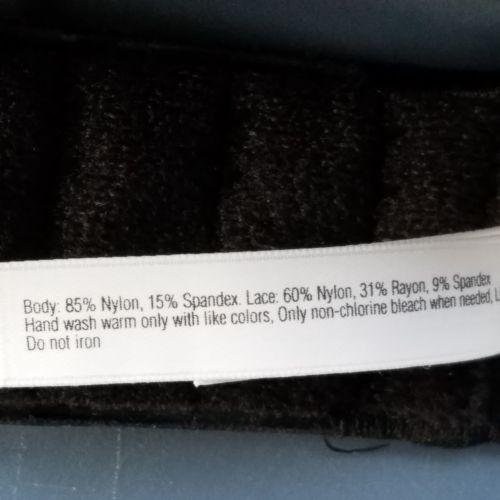 Body: 85% Nylon, 15% Spandex. Lace: 60% Nylon, 31% Rayon, 9% Spandex
Hand wash warm only with like colors, Only non-chlorine bleach when needed,
Do not iron